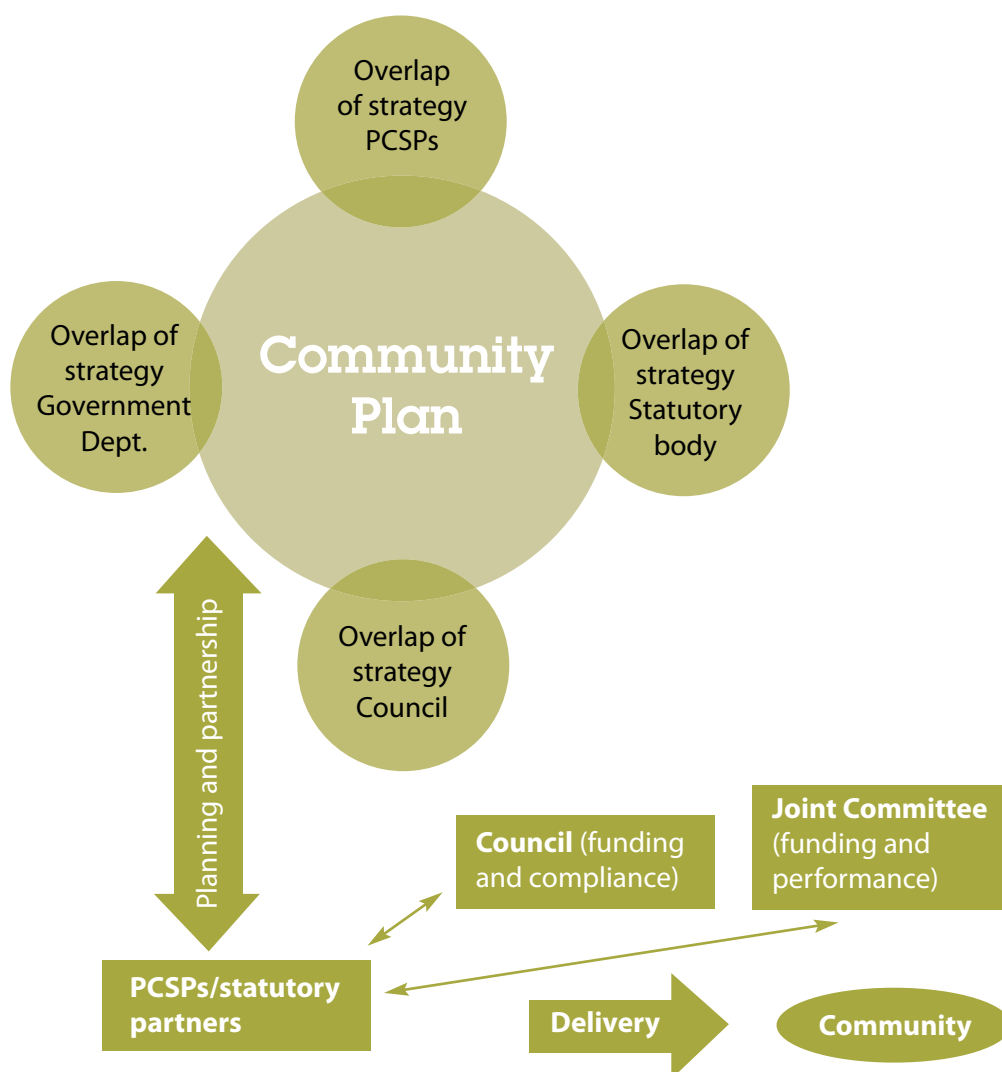 Overlap
of strategy
PCSPs
Overlap of
strategy
Government
Dept.
Community
Plan
Overlap of
strategy
Statutory
body
Overlap of
strategy
Council
Planning and partnership
Council (funding
and compliance)
Joint Committee
(funding and
performance)
PCSPs/statutory
partners
Delivery
Community